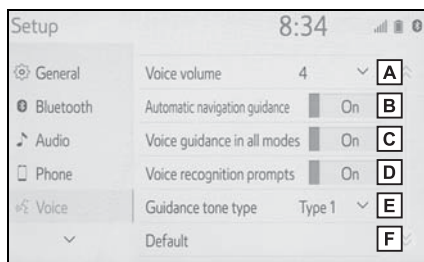 Setup 8:34
General Voice volume 4 A
Bluetooth Automatic navigation guidance On B
Audio Voice guidance in all modes On C
Phone Voice recognition prompts On D
Voice Guidance tone type Type 1 E
Default F